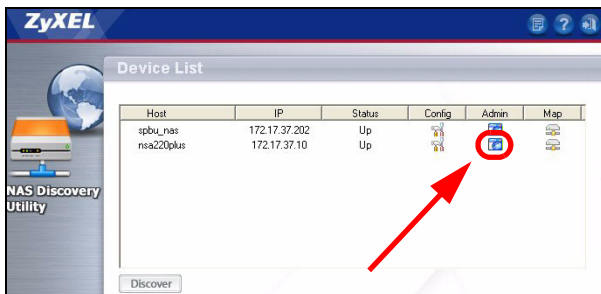 ZyXEL
Device List
Host IP Status Config Admin Map
spbu_nas 172.17.37.202 Up
nsa220plus 172.17.37.10 Up
NAS Discovery
Utility
Discover